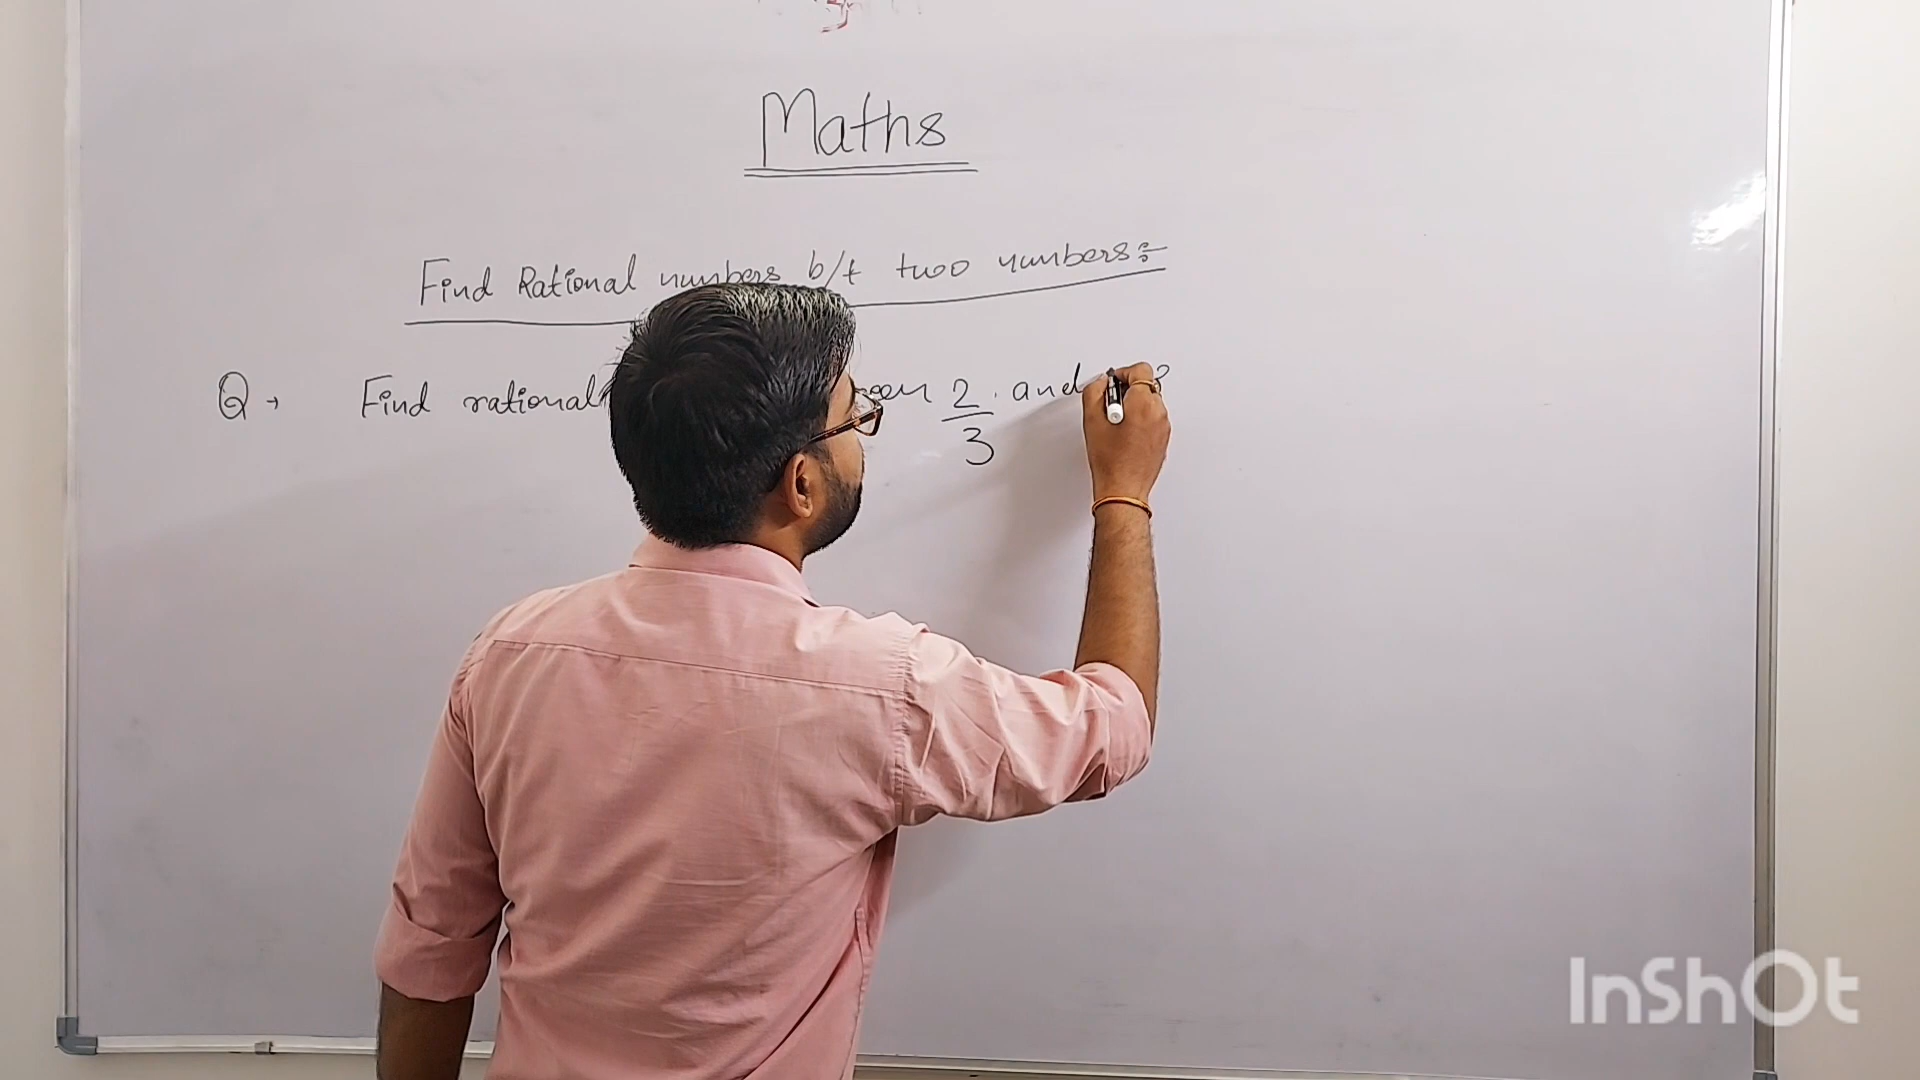 Maths
Find Rational numbers b/t two numbers:-
Q → Find rational 2/3 and
InShOt